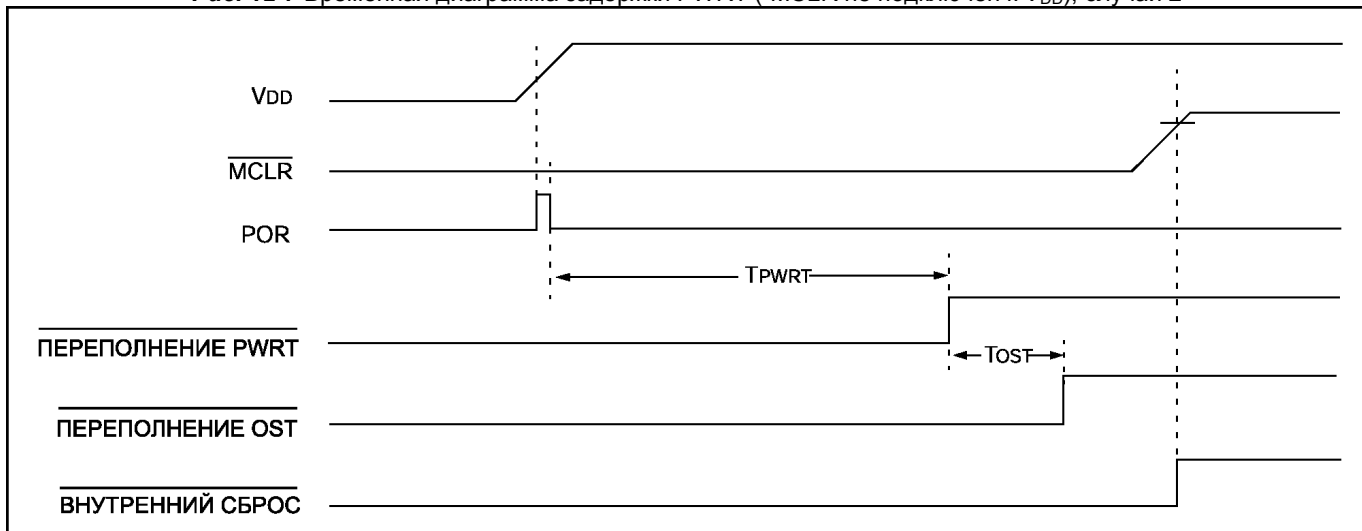 Рис. Временная диаграмма задержки PWRT (-MCLR не подключен к VDD), случай 2
VDD
MCLR
POR
TPWRT
ПЕРЕПОЛНЕНИЕ PWRT
TOST
ПЕРЕПОЛНЕНИЕ OST
ВНУТРЕННИЙ СБРОС